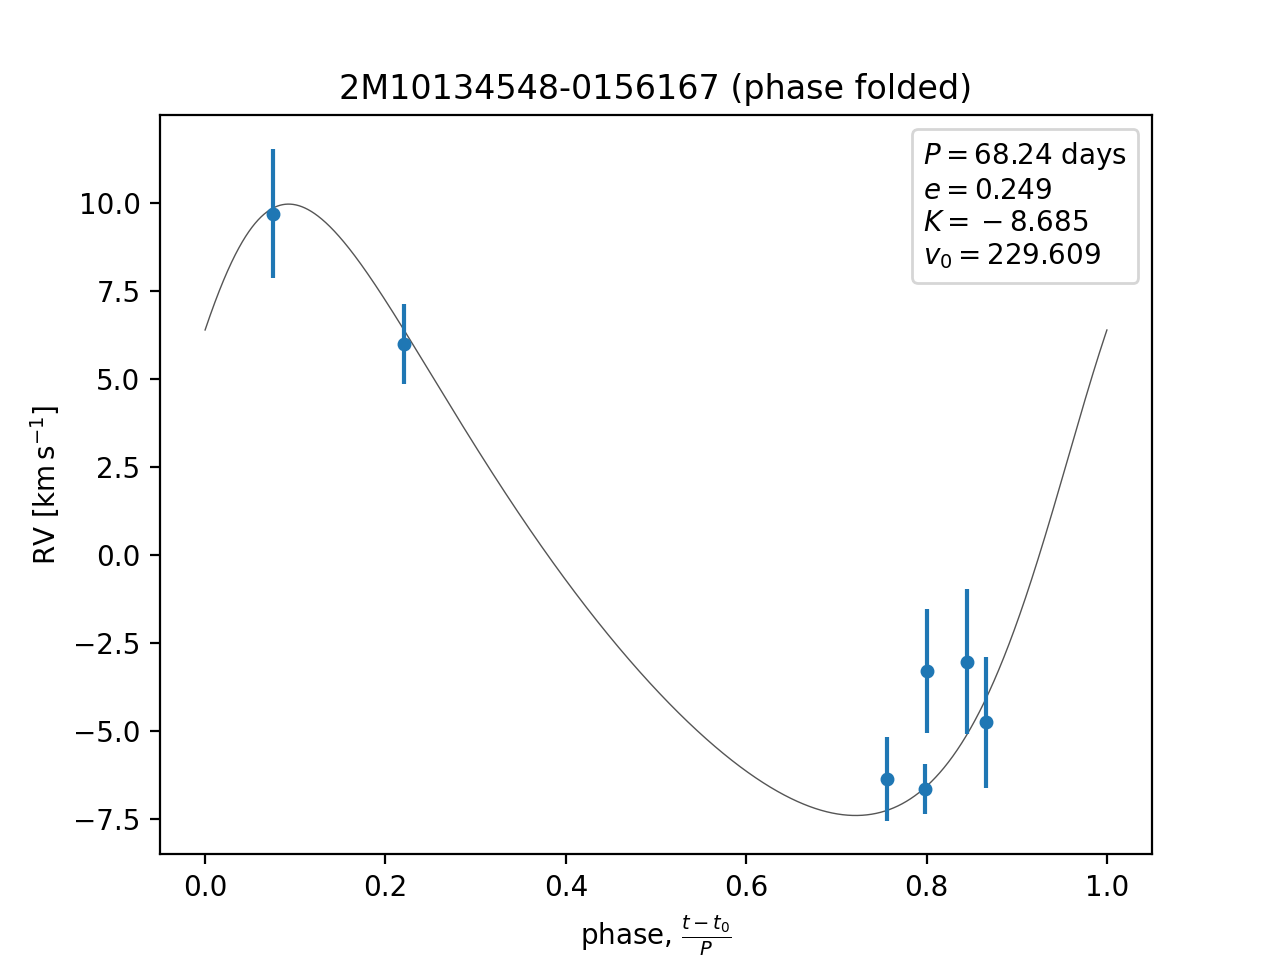 2M10134548-0156167 (phase folded)
P = 68.24 days
e = 0.249
K = −8.685
v₀ = 229.609
10.0
7.5
5.0
2.5
0.0
−2.5
−5.0
−7.5
RV [km s⁻¹]
0.0 0.2 0.4 0.6 0.8 1.0
phase, (t − t₀)/P